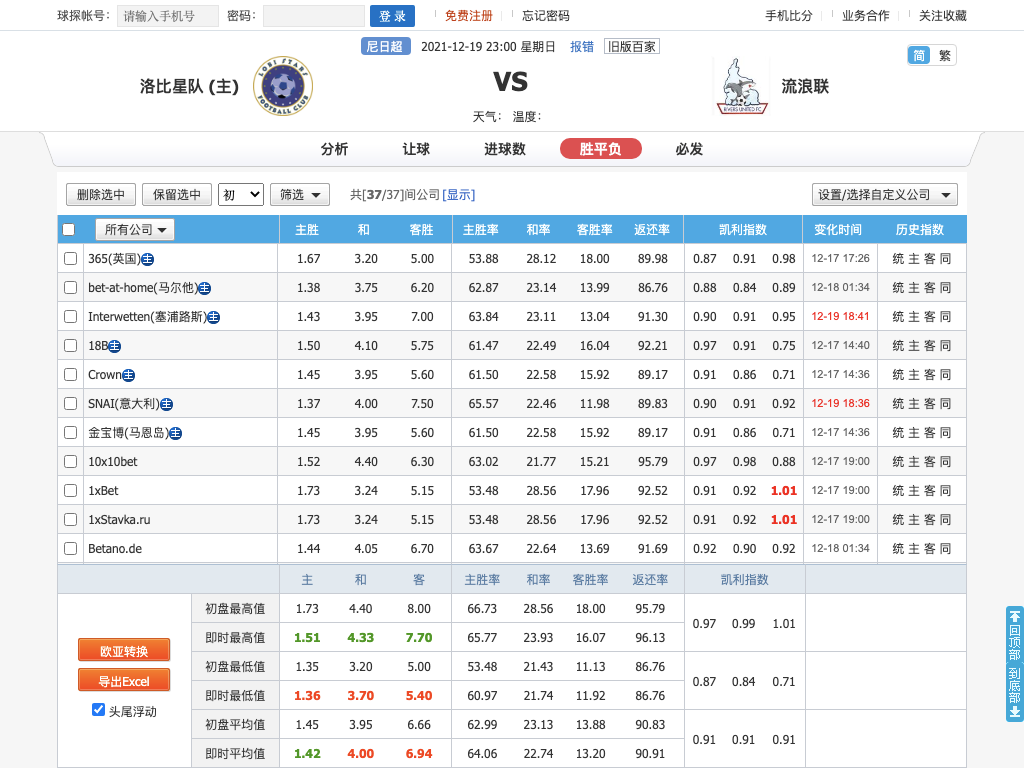 球探帐号： 请输入手机号 密码： 登 录 免费注册 忘记密码 手机比分 业务合作 关注收藏
尼日超 2021-12-19 23:00 星期日 报错 旧版百家
简 繁
洛比星队 (主) LOBI STARS FOOTBALL CLUB VS RIVERS UNITED FC 流浪联
天气： 温度：
分析 让球 进球数 胜平负 必发
删除选中 保留选中 初 筛选 共[37/37]间公司 [显示] 设置/选择自定义公司
所有公司 主胜 和 客胜 主胜率 和率 客胜率 返还率 凯利指数 变化时间 历史指数
365(英国)主 1.67 3.20 5.00 53.88 28.12 18.00 89.98 0.87 0.91 0.98 12-17 17:26 统 主 客 同
bet-at-home(马尔他)主 1.38 3.75 6.20 62.87 23.14 13.99 86.76 0.88 0.84 0.89 12-18 01:34 统 主 客 同
Interwetten(塞浦路斯)主 1.43 3.95 7.00 63.84 23.11 13.04 91.30 0.90 0.91 0.95 12-19 18:41 统 主 客 同
18B主 1.50 4.10 5.75 61.47 22.49 16.04 92.21 0.97 0.91 0.75 12-17 14:40 统 主 客 同
Crown主 1.45 3.95 5.60 61.50 22.58 15.92 89.17 0.91 0.86 0.71 12-17 14:36 统 主 客 同
SNAI(意大利)主 1.37 4.00 7.50 65.57 22.46 11.98 89.83 0.90 0.91 0.92 12-19 18:36 统 主 客 同
金宝博(马恩岛)主 1.45 3.95 5.60 61.50 22.58 15.92 89.17 0.91 0.86 0.71 12-17 14:36 统 主 客 同
10x10bet 1.52 4.40 6.30 63.02 21.77 15.21 95.79 0.97 0.98 0.88 12-17 19:00 统 主 客 同
1xBet 1.73 3.24 5.15 53.48 28.56 17.96 92.52 0.91 0.92 1.01 12-17 19:00 统 主 客 同
1xStavka.ru 1.73 3.24 5.15 53.48 28.56 17.96 92.52 0.91 0.92 1.01 12-17 19:00 统 主 客 同
Betano.de 1.44 4.05 6.70 63.67 22.64 13.69 91.69 0.92 0.90 0.92 12-18 01:34 统 主 客 同
主 和 客 主胜率 和率 客胜率 返还率 凯利指数
初盘最高值 1.73 4.40 8.00 66.73 28.56 18.00 95.79 0.97 0.99 1.01
即时最高值 1.51 4.33 7.70 65.77 23.93 16.07 96.13
初盘最低值 1.35 3.20 5.00 53.48 21.43 11.13 86.76 0.87 0.84 0.71
即时最低值 1.36 3.70 5.40 60.97 21.74 11.92 86.76
初盘平均值 1.45 3.95 6.66 62.99 23.13 13.88 90.83 0.91 0.91 0.91
即时平均值 1.42 4.00 6.94 64.06 22.74 13.20 90.91
欧亚转换
导出Excel
头尾浮动
回顶部
到底部